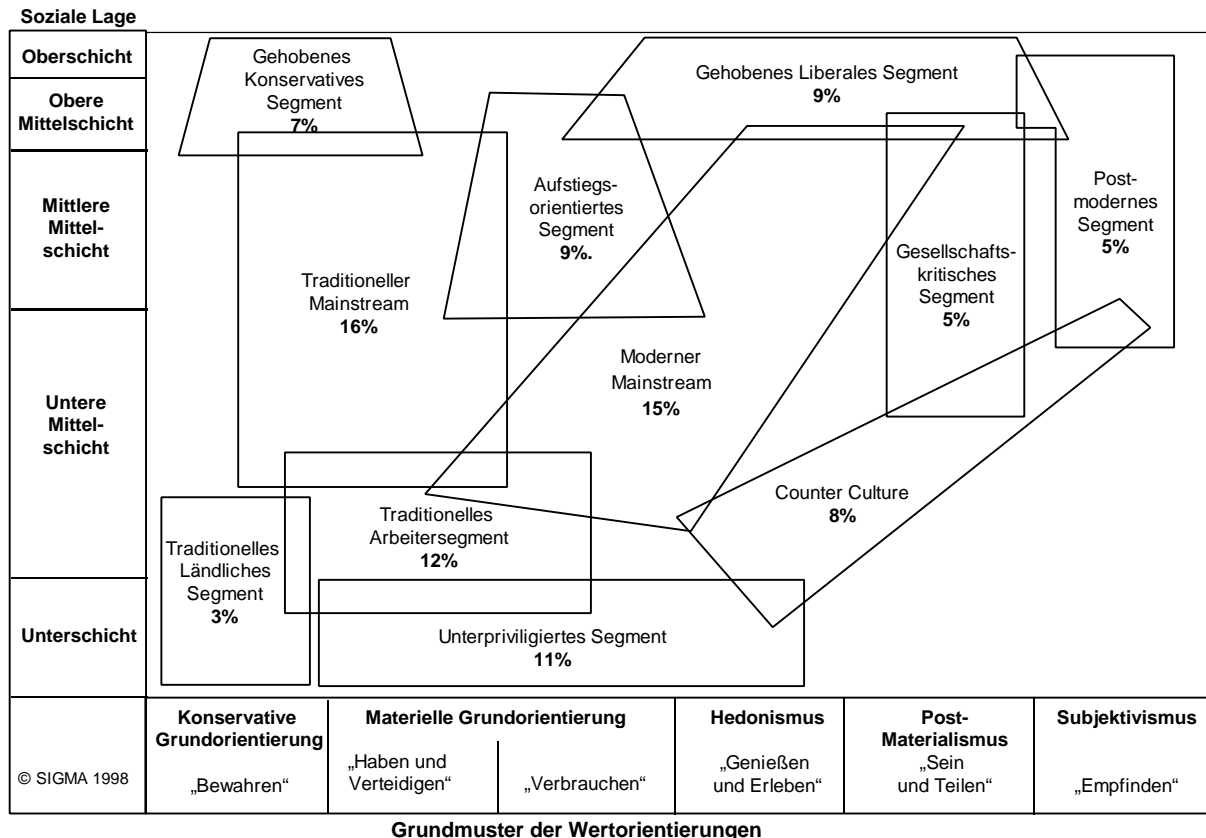 Soziale Lage
Oberschicht
Obere
Mittelschicht
Mittlere
Mittel-
schicht
Untere
Mittel-
schicht
Unterschicht
Gehobenes
Konservatives
Segment
7%
Gehobenes Liberales Segment
9%
Aufstiegs-
orientiertes
Segment
9%.
Post-
modernes
Segment
5%
Traditioneller
Mainstream
16%
Gesellschafts-
kritisches
Segment
5%
Moderner
Mainstream
15%
Counter Culture
8%
Traditionelles
Arbeitersegment
12%
Traditionelles
Ländliches
Segment
3%
Unterpriviligiertes Segment
11%
© SIGMA 1998
Konservative
Grundorientierung
„Bewahren“
Materielle Grundorientierung
„Haben und
Verteidigen“
„Verbrauchen“
Hedonismus
„Genießen
und Erleben“
Post-
Materialismus
„Sein
und Teilen“
Subjektivismus
„Empfinden“
Grundmuster der Wertorientierungen